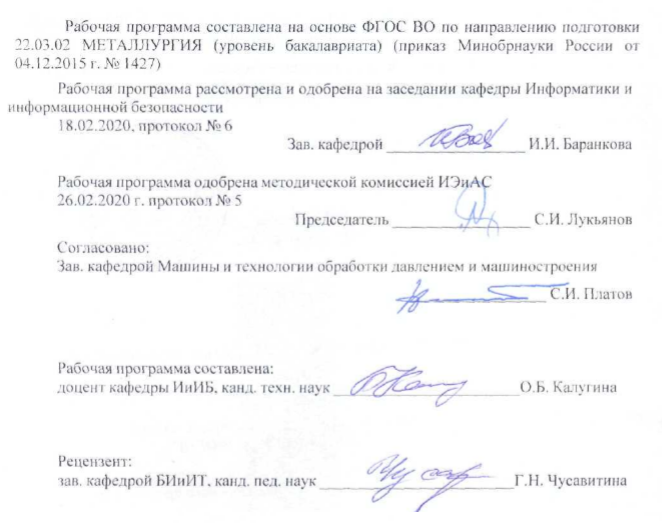 Рабочая программа составлена на основе ФГОС ВО по направлению подготовки
22.03.02 МЕТАЛЛУРГИЯ (уровень бакалавриата) (приказ Минобрнауки России от
04.12.2015 г. № 1427)
Рабочая программа рассмотрена и одобрена на заседании кафедры Информатики и
информационной безопасности
18.02.2020, протокол № 6
Зав. кафедрой И.И. Баранкова
Рабочая программа одобрена методической комиссией ИЭиАС
26.02.2020 г. протокол № 5
Председатель С.И. Лукьянов
Согласовано:
Зав. кафедрой Машины и технологии обработки давлением и машиностроения
С.И. Платов
Рабочая программа составлена:
доцент кафедры ИиИБ, канд. техн. наук О.Б. Калугина
Рецензент:
зав. кафедрой БИиИТ, канд. пед. наук Г.Н. Чусавитина